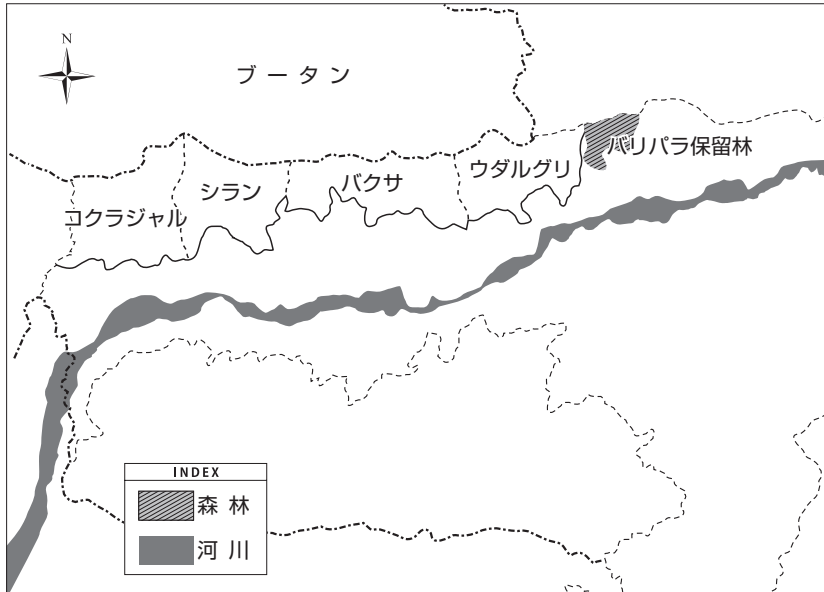 N
ブータン
バリパラ保留林
ウダルグリ
バクサ
シラン
コクラジャル
INDEX
森林
河川